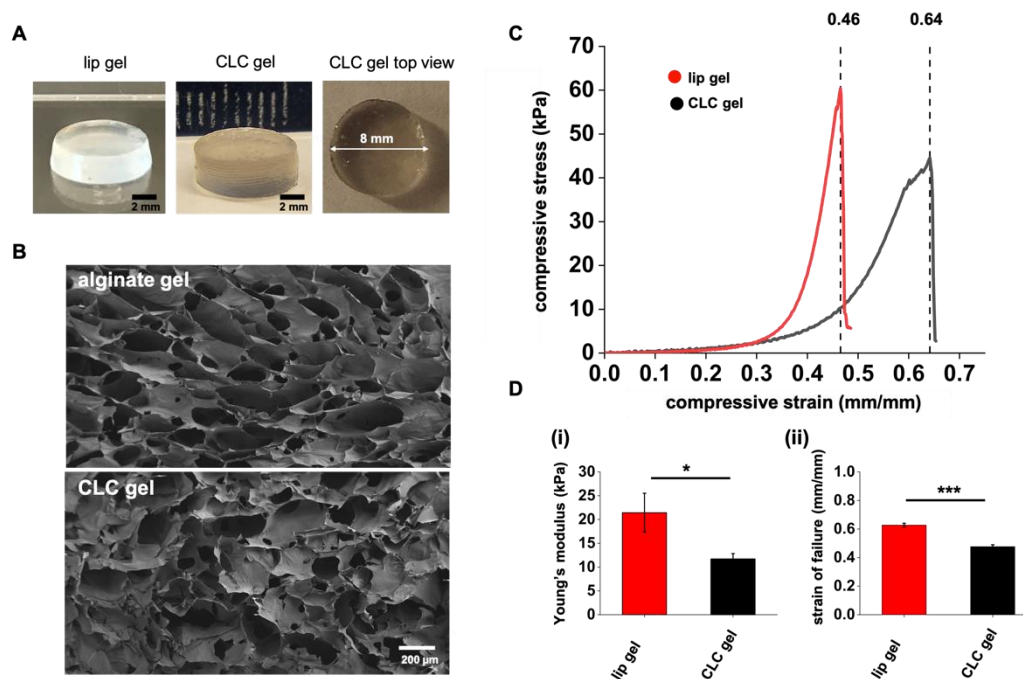 A
lip gel
CLC gel
CLC gel top view
2 mm
2 mm
8 mm
B
alginate gel
CLC gel
200 µm
C
0.46
0.64
lip gel
CLC gel
compressive stress (kPa)
70
60
50
40
30
20
10
0
0.0 0.1 0.2 0.3 0.4 0.5 0.6 0.7
compressive strain (mm/mm)
D
(i)
Young's modulus (kPa)
30
25
20
15
10
5
0
*
lip gel
CLC gel
(ii)
strain of failure (mm/mm)
1.0
0.8
0.6
0.4
0.2
0.0
***
lip gel
CLC gel